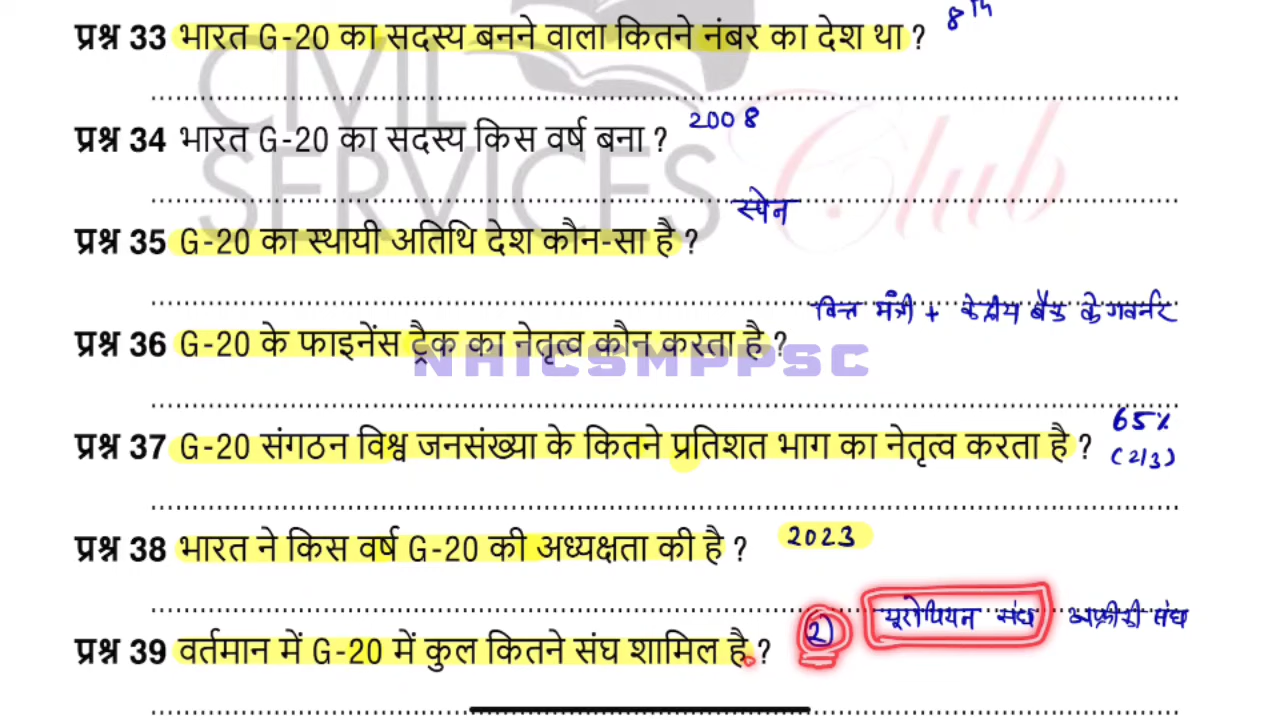 प्रश्न 33 भारत G-20 का सदस्य बनने वाला कितने नंबर का देश था ? 8th
CIVIL
प्रश्न 34 भारत G-20 का सदस्य किस वर्ष बना ? 2008
SERVICES Club
स्पेन
प्रश्न 35 G-20 का स्थायी अतिथि देश कौन-सा है ?
वित्त मंत्री + केंद्रीय बैंक के गवर्नर
प्रश्न 36 G-20 के फाइनेंस ट्रैक का नेतृत्व कौन करता है ?
NAICSMPPSC
65%
प्रश्न 37 G-20 संगठन विश्व जनसंख्या के कितने प्रतिशत भाग का नेतृत्व करता है ? (2/3)
प्रश्न 38 भारत ने किस वर्ष G-20 की अध्यक्षता की है ? 2023
2) यूरोपियन संघ अफ्रीकी संघ
प्रश्न 39 वर्तमान में G-20 में कुल कितने संघ शामिल है ?